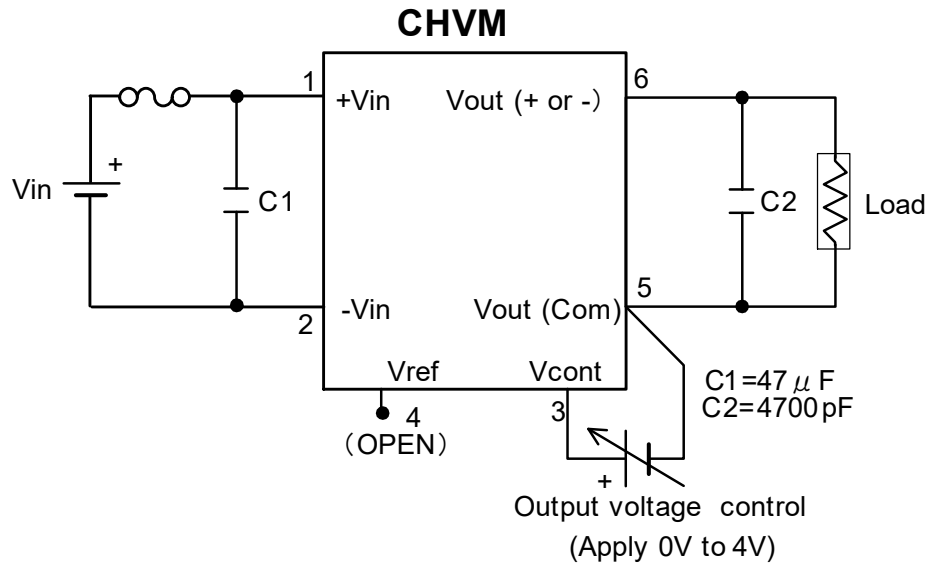 CHVM
1
6
+Vin
Vout (+ or -)
+
Vin
C1
C2
Load
5
-Vin
Vout (Com)
2
Vref
Vcont
C1=47μF
C2=4700pF
4
3
(OPEN)
+
Output voltage control
(Apply 0V to 4V)